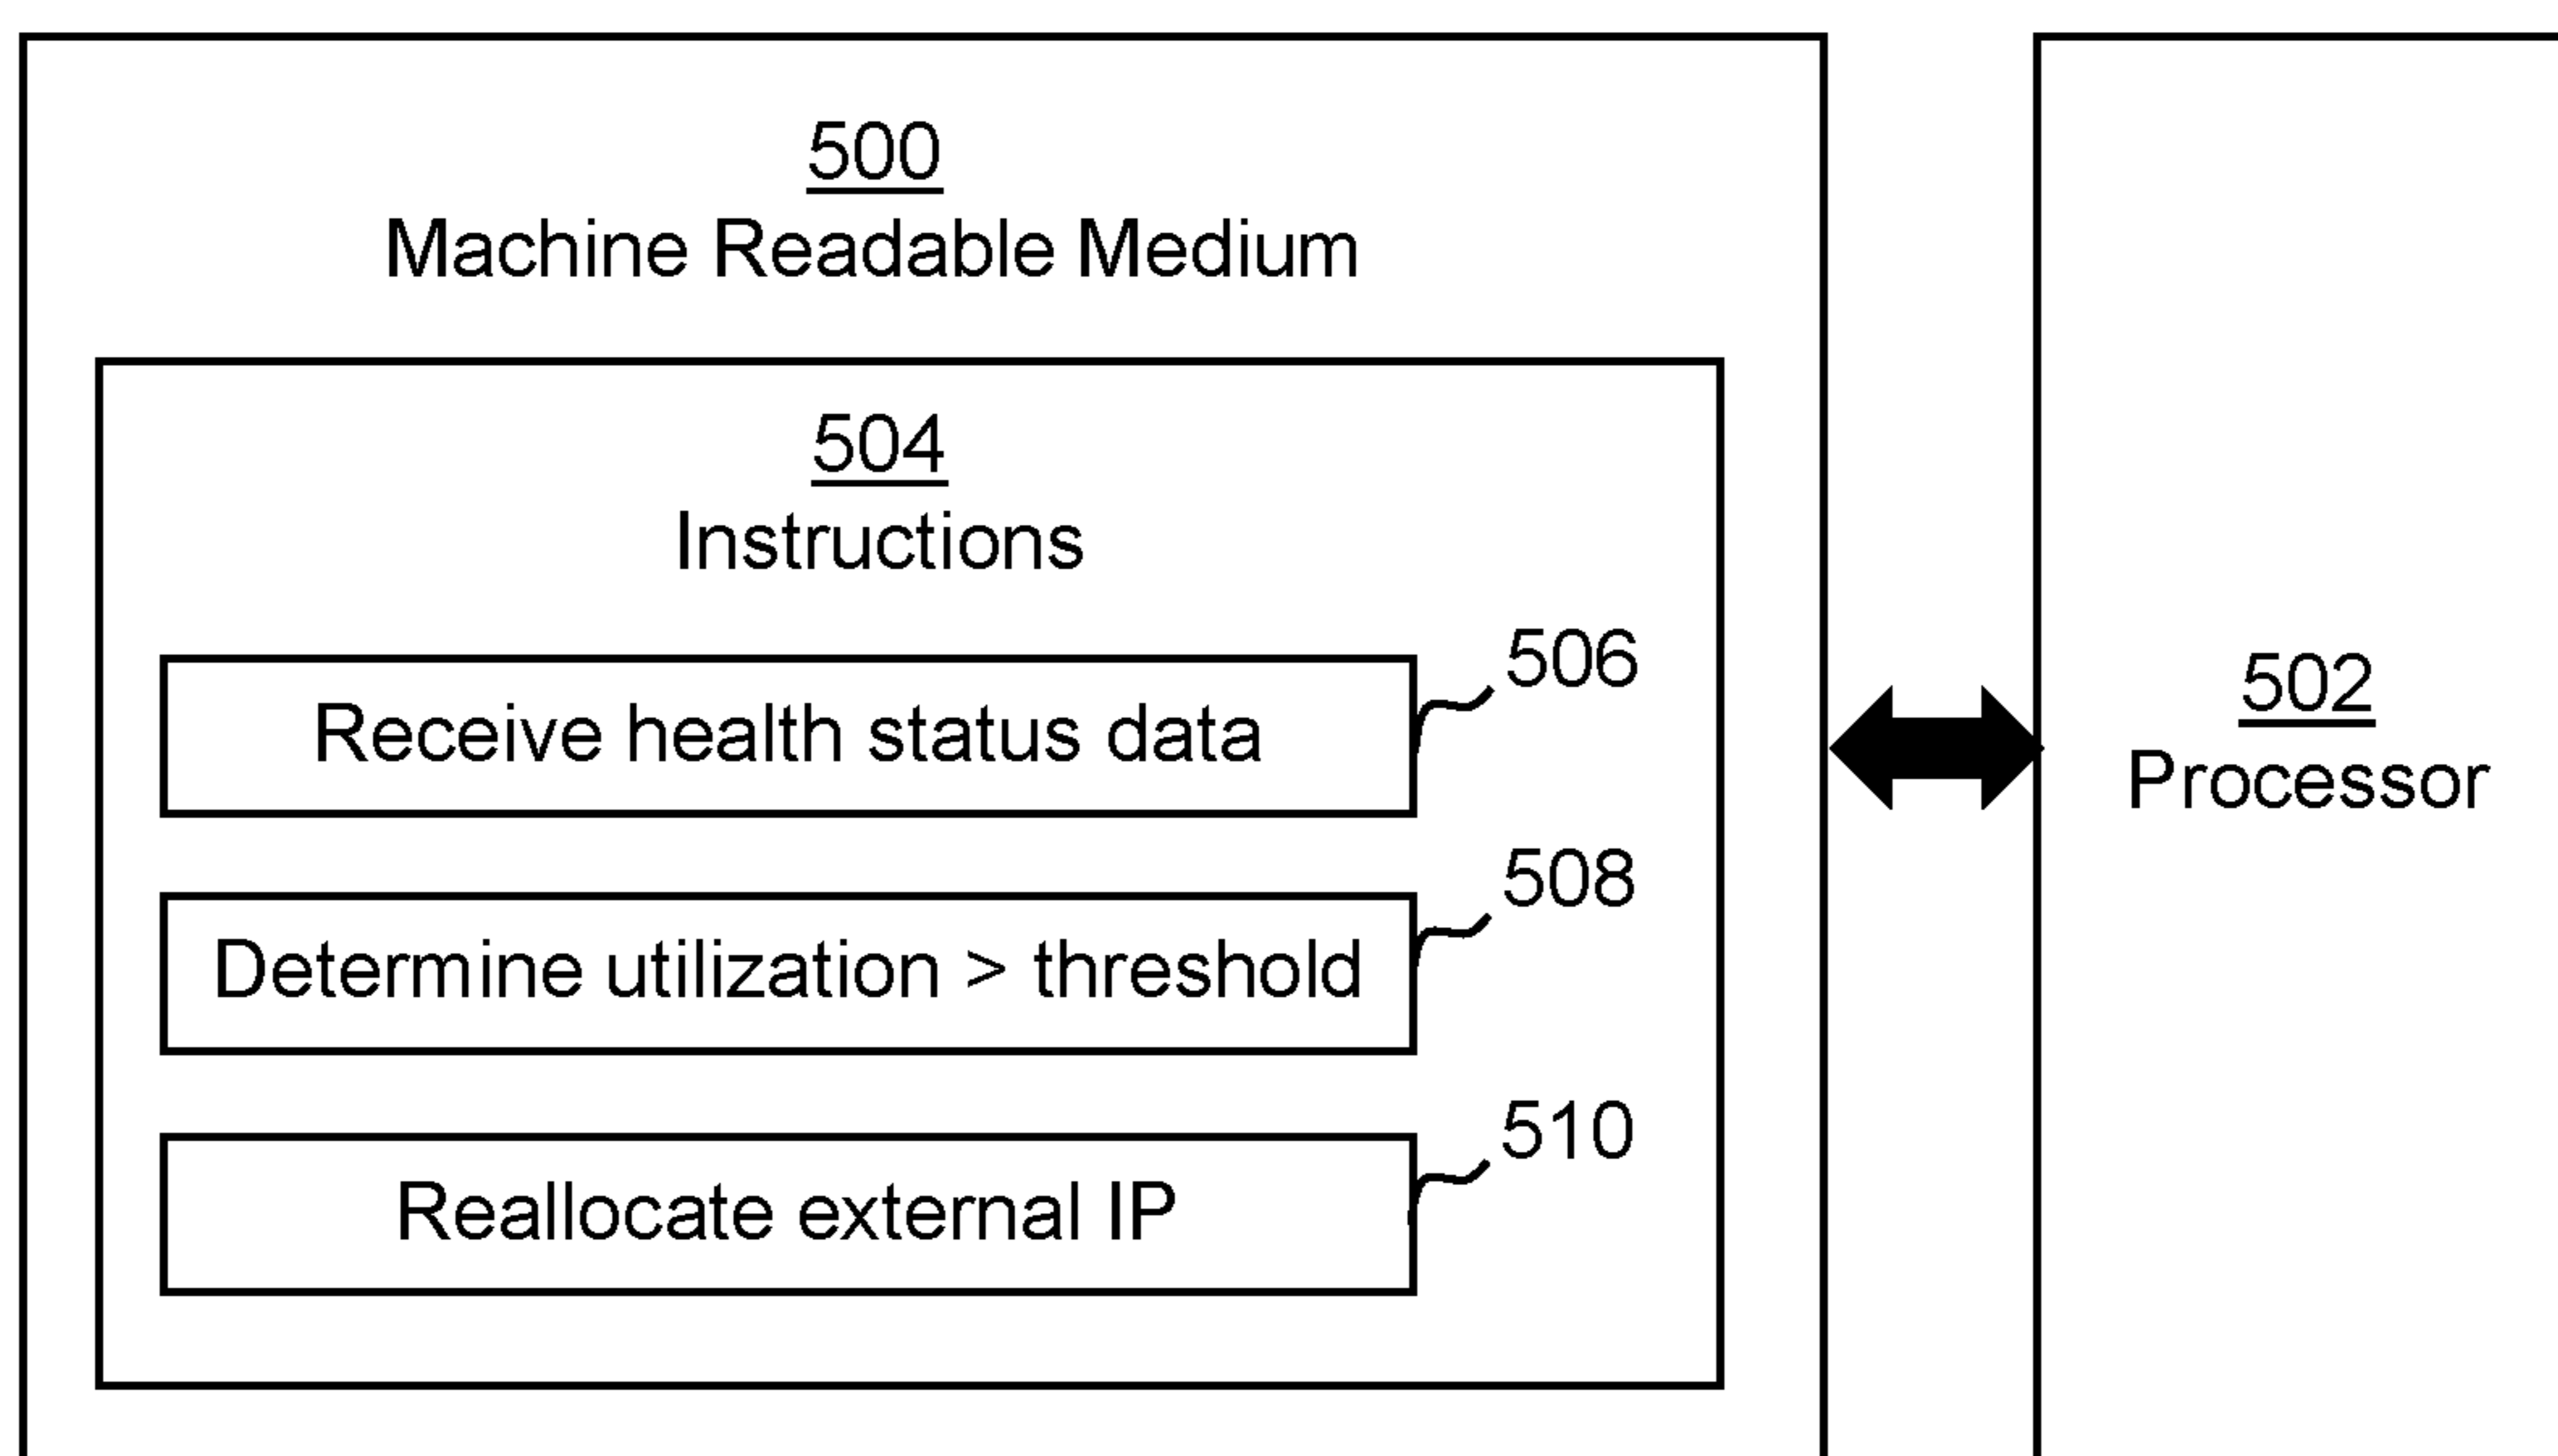 500
Machine Readable Medium
504
Instructions
506
Receive health status data
508
Determine utilization > threshold
510
Reallocate external IP
502
Processor